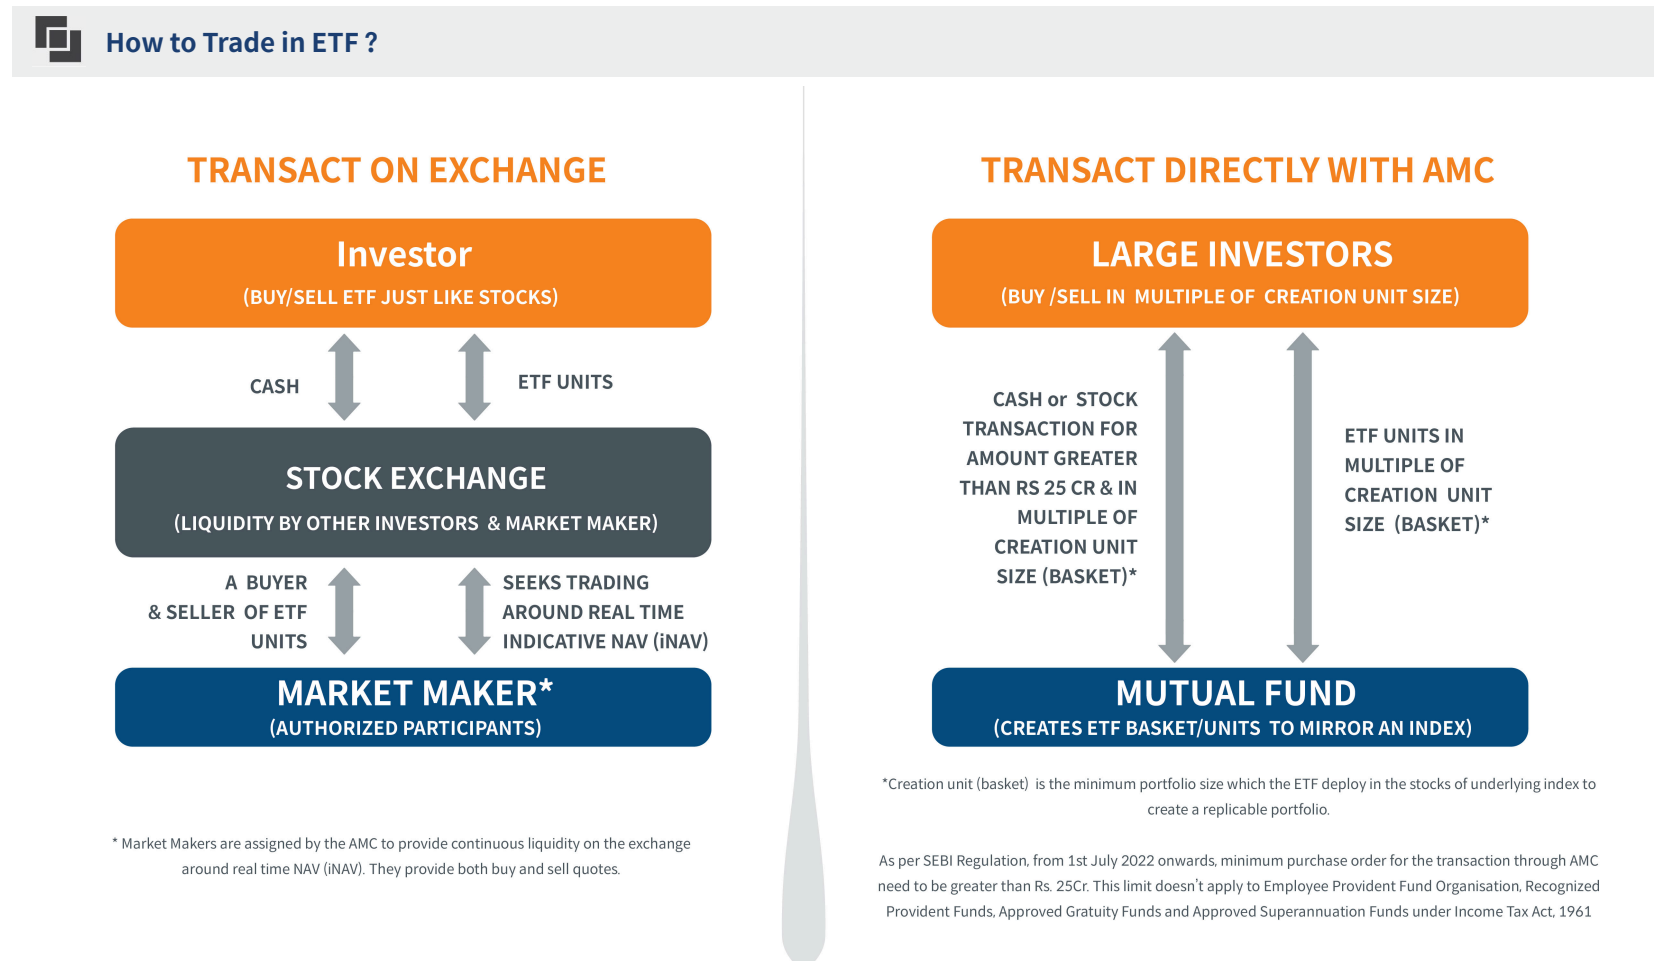 How to Trade in ETF ?
TRANSACT ON EXCHANGE
Investor
(BUY/SELL ETF JUST LIKE STOCKS)
CASH
ETF UNITS
STOCK EXCHANGE
(LIQUIDITY BY OTHER INVESTORS & MARKET MAKER)
A BUYER
& SELLER OF ETF
UNITS
SEEKS TRADING
AROUND REAL TIME
INDICATIVE NAV (iNAV)
MARKET MAKER*
(AUTHORIZED PARTICIPANTS)
* Market Makers are assigned by the AMC to provide continuous liquidity on the exchange
around real time NAV (iNAV). They provide both buy and sell quotes.
TRANSACT DIRECTLY WITH AMC
LARGE INVESTORS
(BUY /SELL IN MULTIPLE OF CREATION UNIT SIZE)
CASH or STOCK
TRANSACTION FOR
AMOUNT GREATER
THAN RS 25 CR & IN
MULTIPLE OF
CREATION UNIT
SIZE (BASKET)*
ETF UNITS IN
MULTIPLE OF
CREATION UNIT
SIZE (BASKET)*
MUTUAL FUND
(CREATES ETF BASKET/UNITS TO MIRROR AN INDEX)
*Creation unit (basket) is the minimum portfolio size which the ETF deploy in the stocks of underlying index to
create a replicable portfolio.
As per SEBI Regulation, from 1st July 2022 onwards, minimum purchase order for the transaction through AMC
need to be greater than Rs. 25Cr. This limit doesn't apply to Employee Provident Fund Organisation, Recognized
Provident Funds, Approved Gratuity Funds and Approved Superannuation Funds under Income Tax Act, 1961